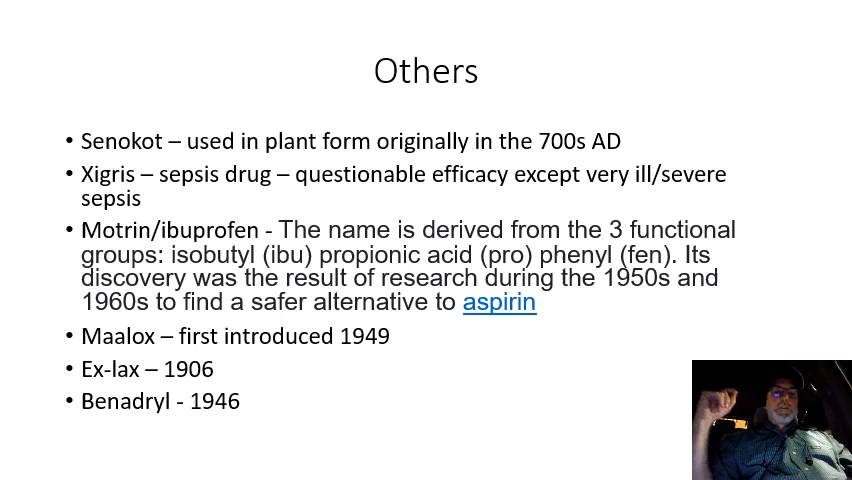 Others
• Senokot – used in plant form originally in the 700s AD
• Xigris – sepsis drug – questionable efficacy except very ill/severe
sepsis
• Motrin/ibuprofen - The name is derived from the 3 functional
groups: isobutyl (ibu) propionic acid (pro) phenyl (fen). Its
discovery was the result of research during the 1950s and
1960s to find a safer alternative to aspirin
• Maalox – first introduced 1949
• Ex-lax – 1906
• Benadryl - 1946